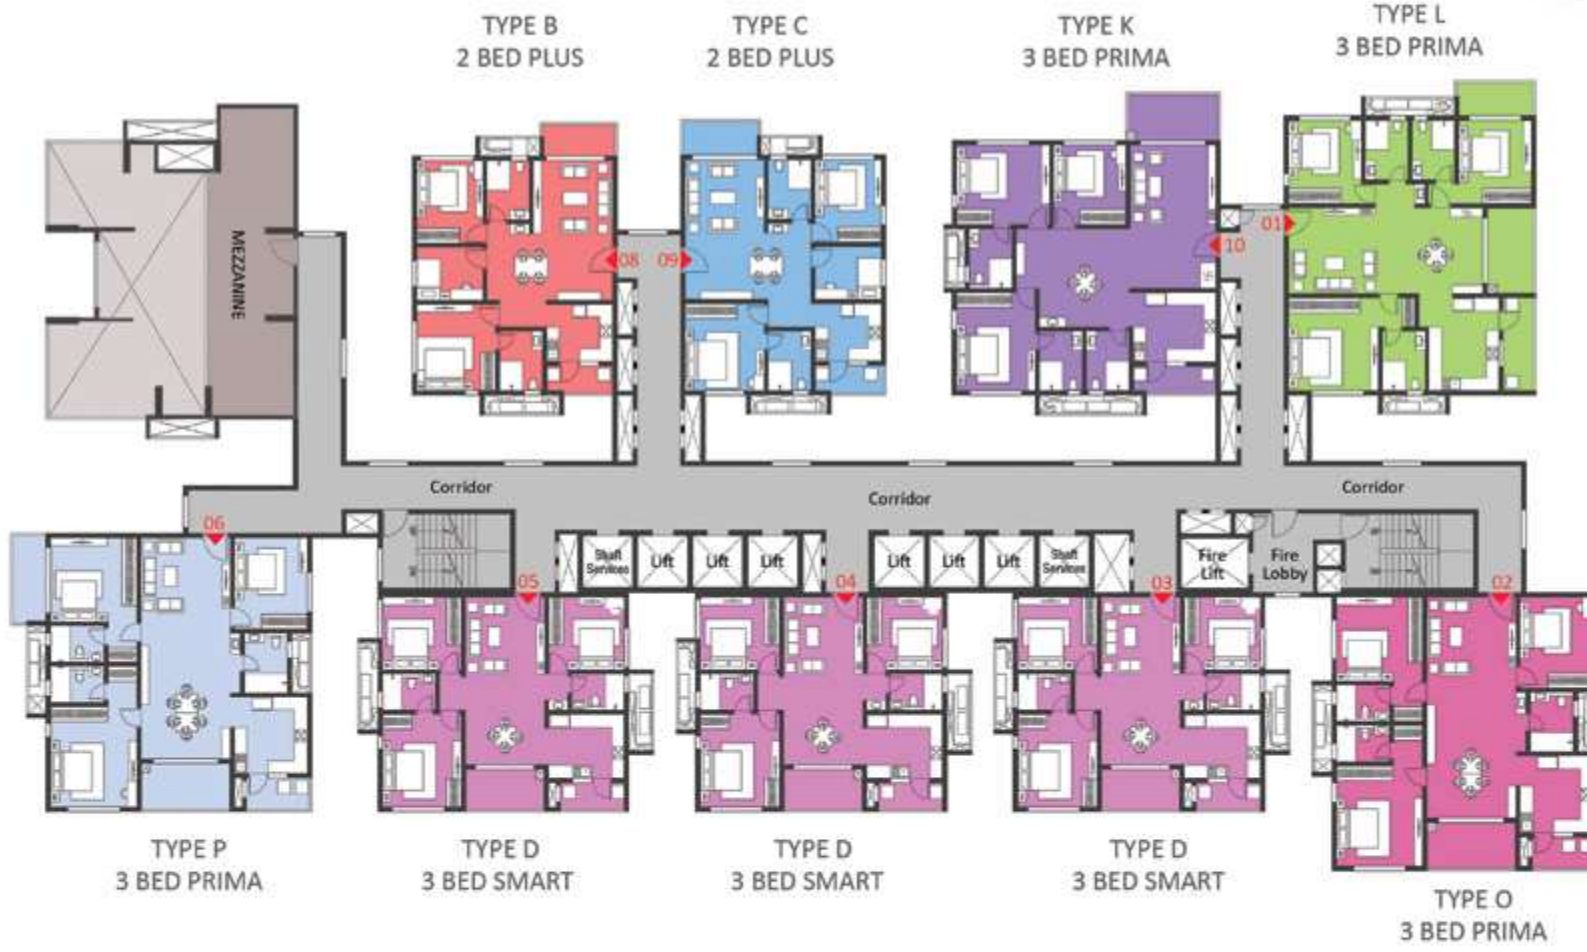 TYPE B
2 BED PLUS
TYPE C
2 BED PLUS
TYPE K
3 BED PRIMA
TYPE L
3 BED PRIMA
MEZZANINE
08
09
10
01
Corridor
Corridor
Corridor
06
05
04
03
02
Shaft Services
Lift
Lift
Lift
Lift
Lift
Lift
Shaft Services
Fire Lift
Fire Lobby
TYPE P
3 BED PRIMA
TYPE D
3 BED SMART
TYPE D
3 BED SMART
TYPE D
3 BED SMART
TYPE O
3 BED PRIMA